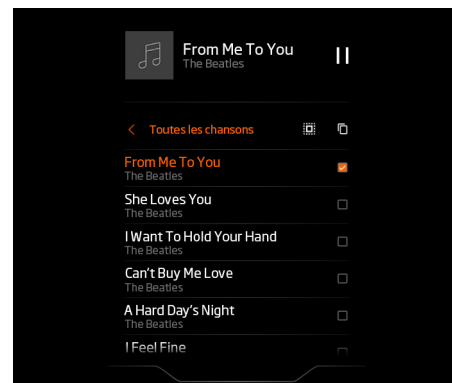 From Me To You
The Beatles
Toutes les chansons
From Me To You
The Beatles
She Loves You
The Beatles
I Want To Hold Your Hand
The Beatles
Can't Buy Me Love
The Beatles
A Hard Day's Night
The Beatles
I Feel Fine